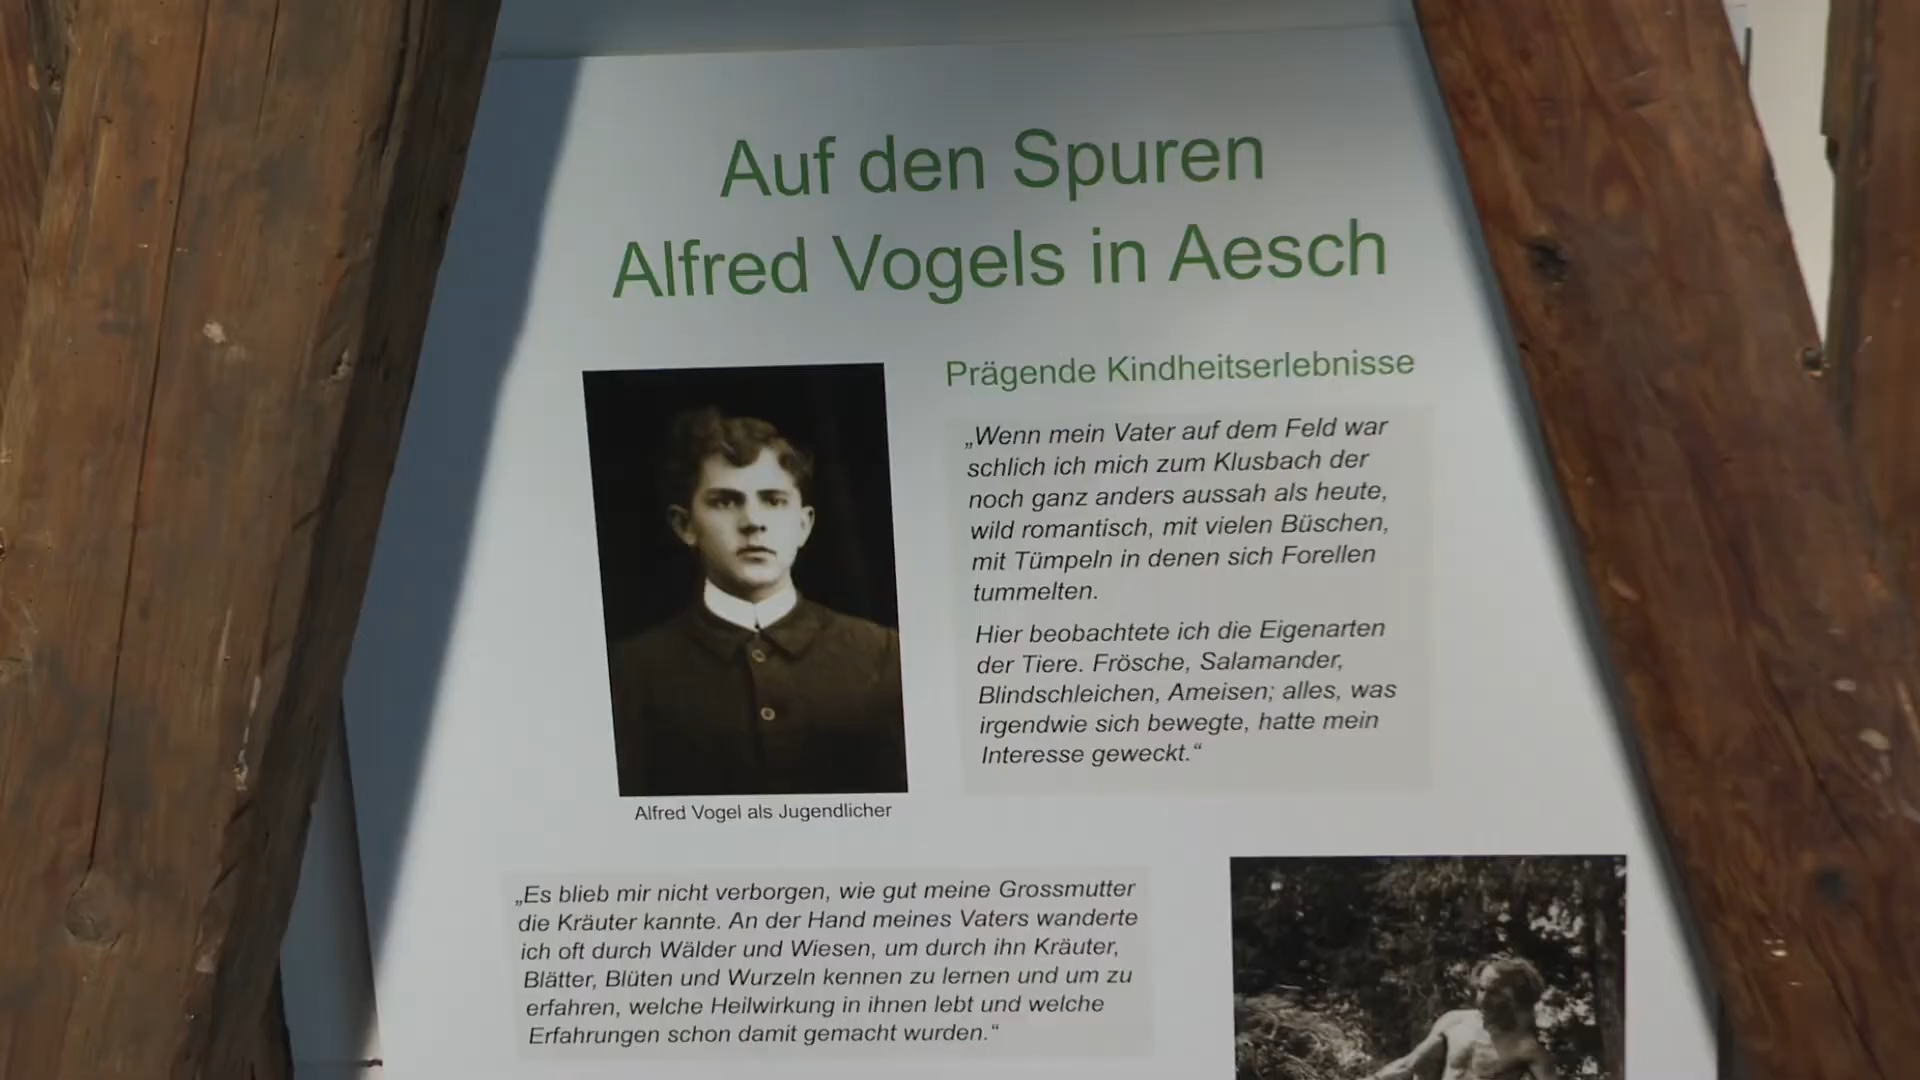 Auf den Spuren
Alfred Vogels in Aesch
Prägende Kindheitserlebnisse
„Wenn mein Vater auf dem Feld war
schlich ich mich zum Klusbach der
noch ganz anders aussah als heute,
wild romantisch, mit vielen Büschen,
mit Tümpeln in denen sich Forellen
tummelten.
Hier beobachtete ich die Eigenarten
der Tiere. Frösche, Salamander,
Blindschleichen, Ameisen; alles, was
irgendwie sich bewegte, hatte mein
Interesse geweckt.“
Alfred Vogel als Jugendlicher
„Es blieb mir nicht verborgen, wie gut meine Grossmutter
die Kräuter kannte. An der Hand meines Vaters wanderte
ich oft durch Wälder und Wiesen, um durch ihn Kräuter,
Blätter, Blüten und Wurzeln kennen zu lernen und um zu
erfahren, welche Heilwirkung in ihnen lebt und welche
Erfahrungen schon damit gemacht wurden.“